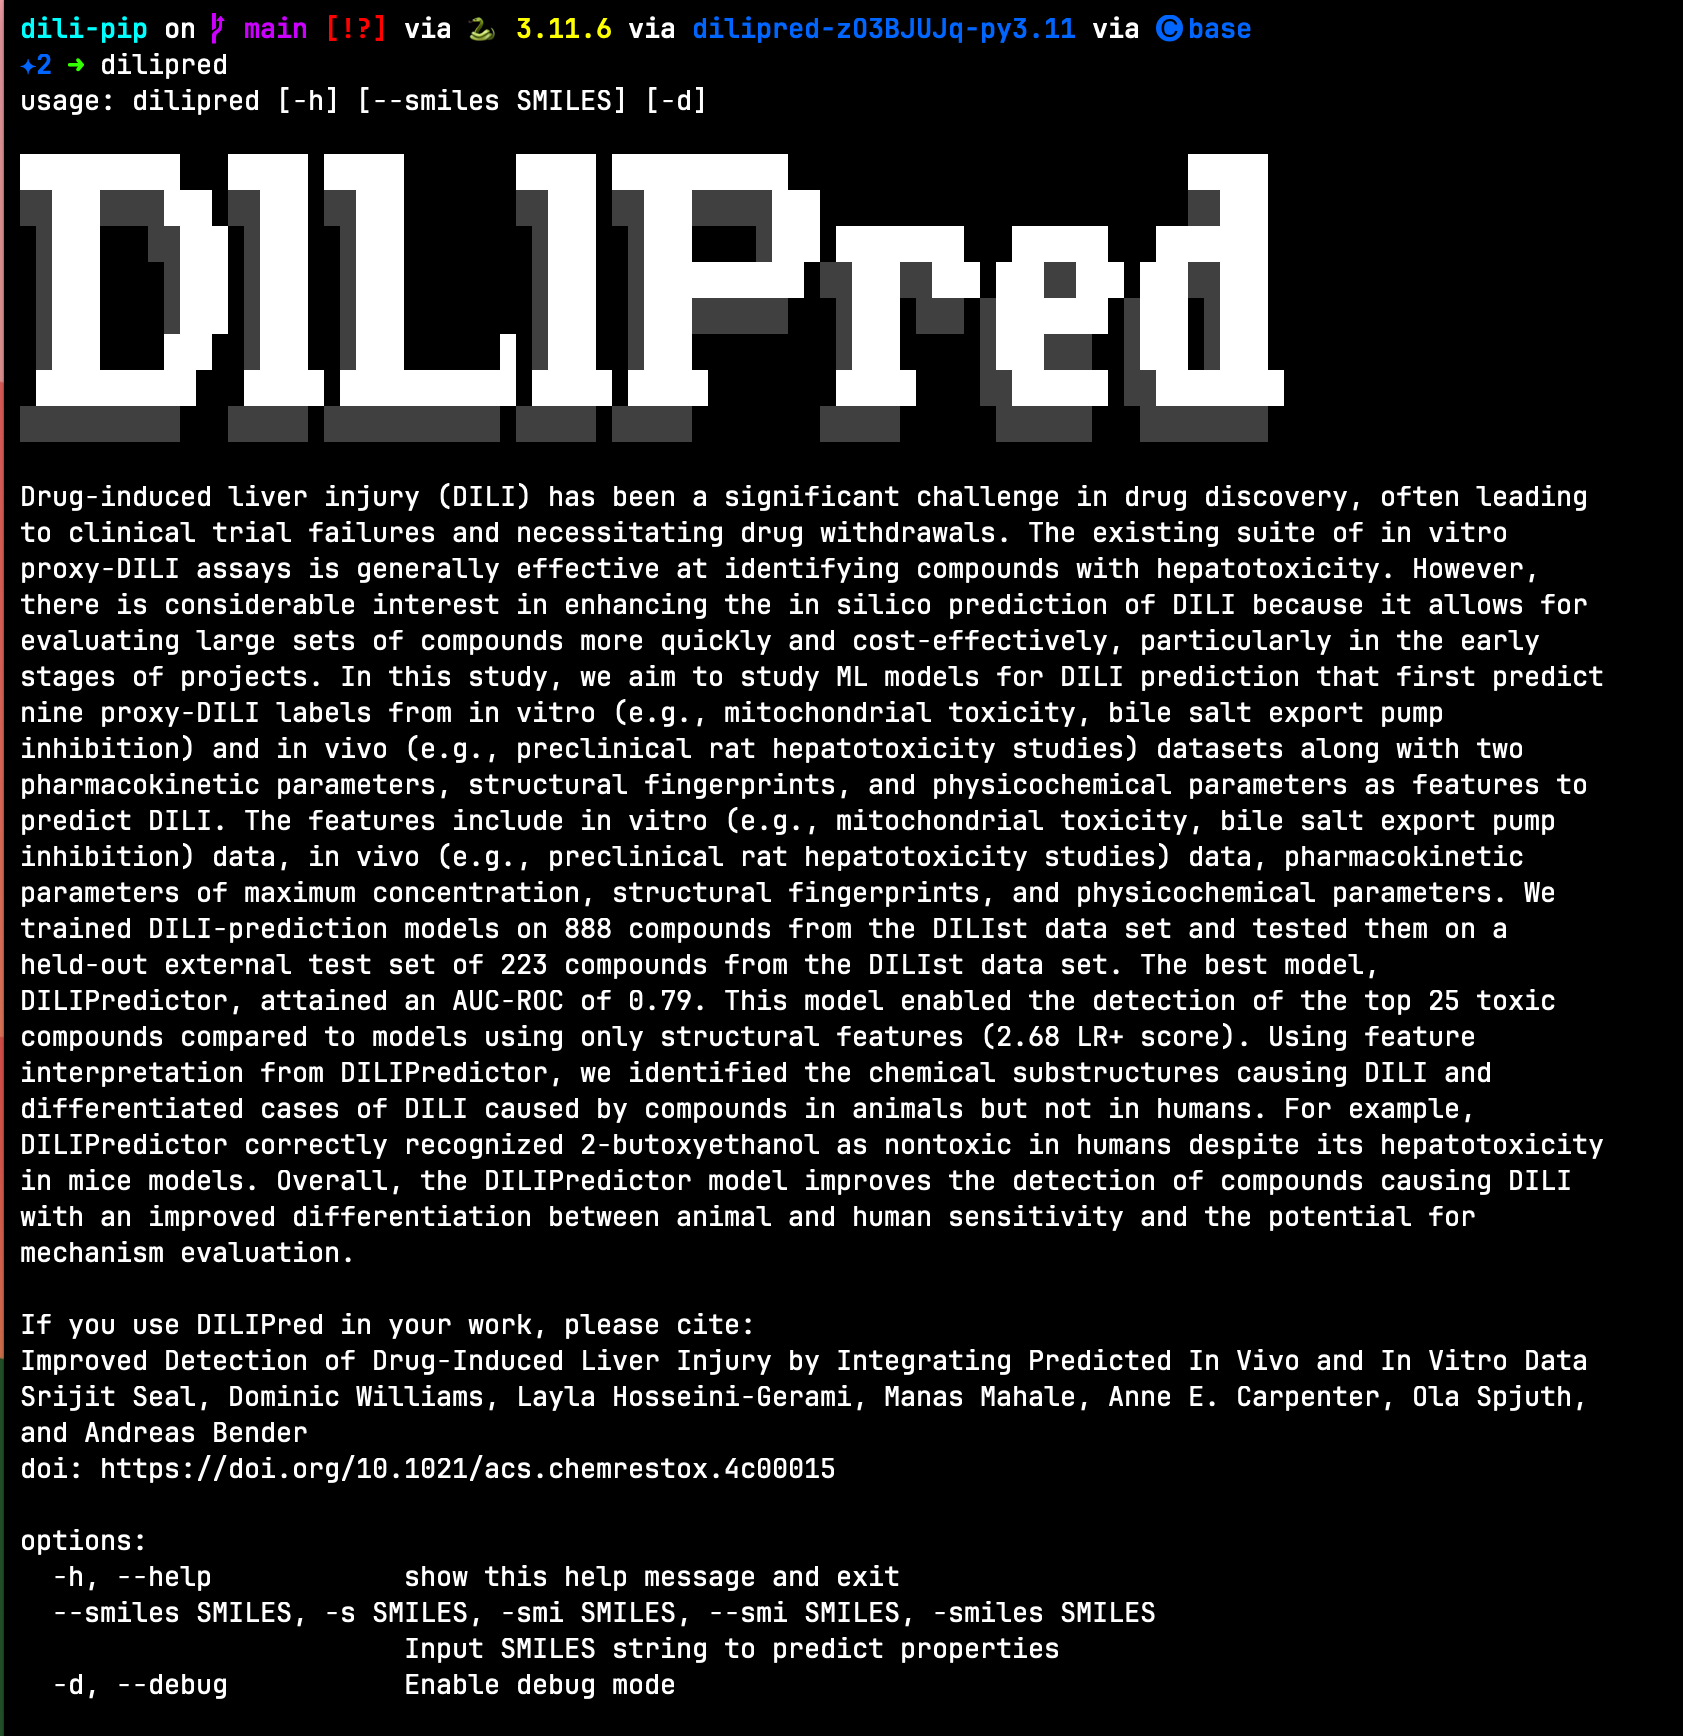 dili-pip on main [!?] via 🐍 3.11.6 via dilipred-zO3BJUJq-py3.11 via Ⓒ base
✦2 ➜ dilipred
usage: dilipred [-h] [--smiles SMILES] [-d]
DILIPred
Drug-induced liver injury (DILI) has been a significant challenge in drug discovery, often leading
to clinical trial failures and necessitating drug withdrawals. The existing suite of in vitro
proxy-DILI assays is generally effective at identifying compounds with hepatotoxicity. However,
there is considerable interest in enhancing the in silico prediction of DILI because it allows for
evaluating large sets of compounds more quickly and cost-effectively, particularly in the early
stages of projects. In this study, we aim to study ML models for DILI prediction that first predict
nine proxy-DILI labels from in vitro (e.g., mitochondrial toxicity, bile salt export pump
inhibition) and in vivo (e.g., preclinical rat hepatotoxicity studies) datasets along with two
pharmacokinetic parameters, structural fingerprints, and physicochemical parameters as features to
predict DILI. The features include in vitro (e.g., mitochondrial toxicity, bile salt export pump
inhibition) data, in vivo (e.g., preclinical rat hepatotoxicity studies) data, pharmacokinetic
parameters of maximum concentration, structural fingerprints, and physicochemical parameters. We
trained DILI-prediction models on 888 compounds from the DILIst data set and tested them on a
held-out external test set of 223 compounds from the DILIst data set. The best model,
DILIPredictor, attained an AUC-ROC of 0.79. This model enabled the detection of the top 25 toxic
compounds compared to models using only structural features (2.68 LR+ score). Using feature
interpretation from DILIPredictor, we identified the chemical substructures causing DILI and
differentiated cases of DILI caused by compounds in animals but not in humans. For example,
DILIPredictor correctly recognized 2-butoxyethanol as nontoxic in humans despite its hepatotoxicity
in mice models. Overall, the DILIPredictor model improves the detection of compounds causing DILI
with an improved differentiation between animal and human sensitivity and the potential for
mechanism evaluation.
If you use DILIPred in your work, please cite:
Improved Detection of Drug-Induced Liver Injury by Integrating Predicted In Vivo and In Vitro Data
Srijit Seal, Dominic Williams, Layla Hosseini-Gerami, Manas Mahale, Anne E. Carpenter, Ola Spjuth,
and Andreas Bender
doi: https://doi.org/10.1021/acs.chemrestox.4c00015
options:
-h, --help show this help message and exit
--smiles SMILES, -s SMILES, -smi SMILES, --smi SMILES, -smiles SMILES
Input SMILES string to predict properties
-d, --debug Enable debug mode